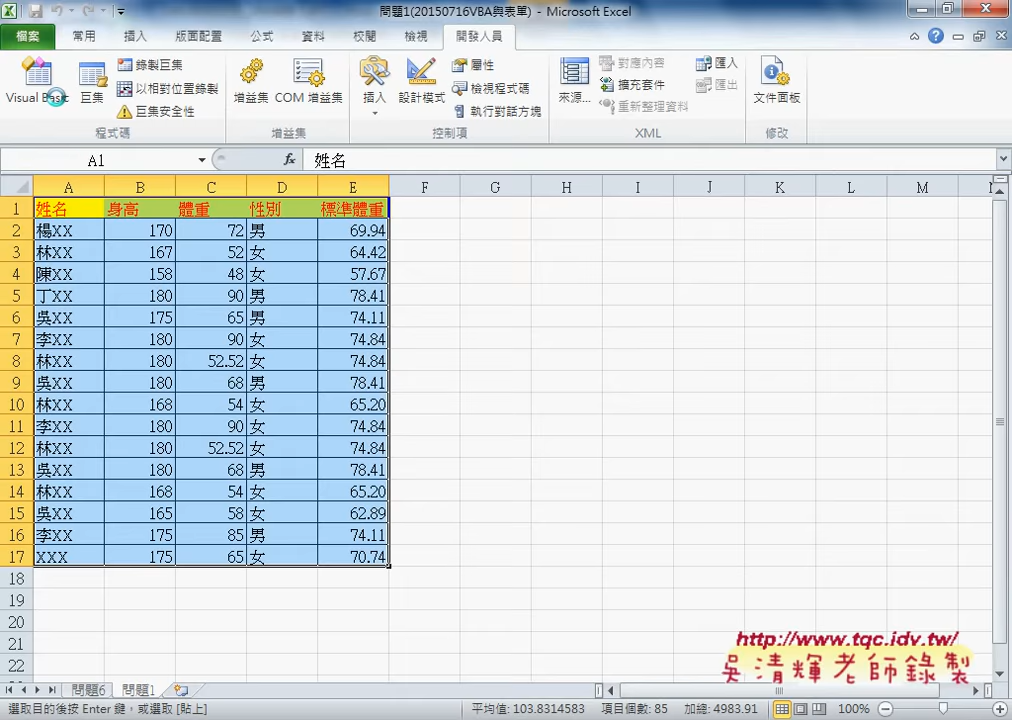 問題1(20150716VBA與表單) - Microsoft Excel
檔案 常用 插入 版面配置 公式 資料 校閱 檢視 開發人員
Visual Basic 巨集 錄製巨集 以相對位置錄製 巨集安全性 程式碼
增益集 COM 增益集 增益集
插入 設計模式 屬性 檢視程式碼 執行對話方塊 控制項
來源... 對應內容 擴充套件 重新整理資料 匯入 匯出 XML
文件面板 修改
A1 fx 姓名
A B C D E F G H I J K L M
1 姓名 身高 體重 性別 標準體重
2 楊XX 170 72 男 69.94
3 林XX 167 52 女 64.42
4 陳XX 158 48 女 57.67
5 丁XX 180 90 男 78.41
6 吳XX 175 65 男 74.11
7 李XX 180 90 女 74.84
8 林XX 180 52.52 女 74.84
9 吳XX 180 68 男 78.41
10 林XX 168 54 女 65.20
11 李XX 180 90 女 74.84
12 林XX 180 52.52 女 74.84
13 吳XX 180 68 男 78.41
14 林XX 168 54 女 65.20
15 吳XX 165 58 女 62.89
16 李XX 175 85 男 74.11
17 XXX 175 65 女 70.74
18
19
20
21
22
http://www.tqc.idv.tw/
吳清輝老師錄製
問題6 問題1
選取目的後按 Enter 鍵，或選取 [貼上] 平均值: 103.8314583 項目個數: 85 加總: 4983.91 100%